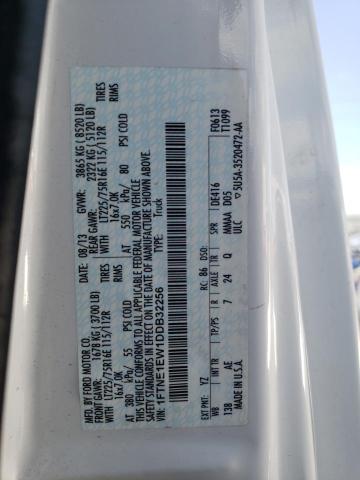 MFD. BY FORD MOTOR CO.
DATE: 08/13 GVWR: 3865 KG ( 8520 LB)
FRONT GAWR: 1678 KG ( 3700 LB) REAR GAWR: 2322 KG ( 5120 LB)
WITH LT225/75R16E 115/112R TIRES WITH LT225/75R16E 115/112R TIRES
16x7.0K RIMS 16x7.0K RIMS
AT 380 kPa/ 55 PSI COLD AT 550 kPa/ 80 PSI COLD
THIS VEHICLE CONFORMS TO ALL APPLICABLE FEDERAL MOTOR VEHICLE
SAFETY AND BUMPER STANDARDS IN EFFECT ON THE DATE OF MANUFACTURE SHOWN ABOVE.
VIN: 1FTNE1EW1DDB32256
TYPE: Truck
F0613
T1099
EXT PNT: YZ RC: 86 DSO:
WB INT TR TP/PS R AXLE TR SPR DE416
138 AE 7 24 Q MMAA D05
MADE IN U.S.A. ULC 5U5A-3520472-AA